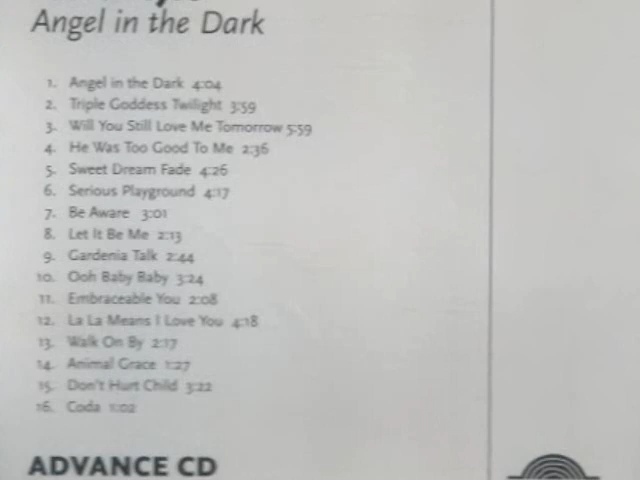 Angel in the Dark
1. Angel in the Dark 4:04
2. Triple Goddess Twilight 3:59
3. Will You Still Love Me Tomorrow 5:59
4. He Was Too Good To Me 2:36
5. Sweet Dream Fade 4:26
6. Serious Playground 4:17
7. Be Aware 3:01
8. Let It Be Me 2:13
9. Gardenia Talk 2:44
10. Ooh Baby Baby 3:24
11. Embraceable You 2:08
12. La La Means I Love You 4:18
13. Walk On By 2:17
14. Animal Grace 1:27
15. Don't Hurt Child 3:22
16. Coda 1:02
ADVANCE CD